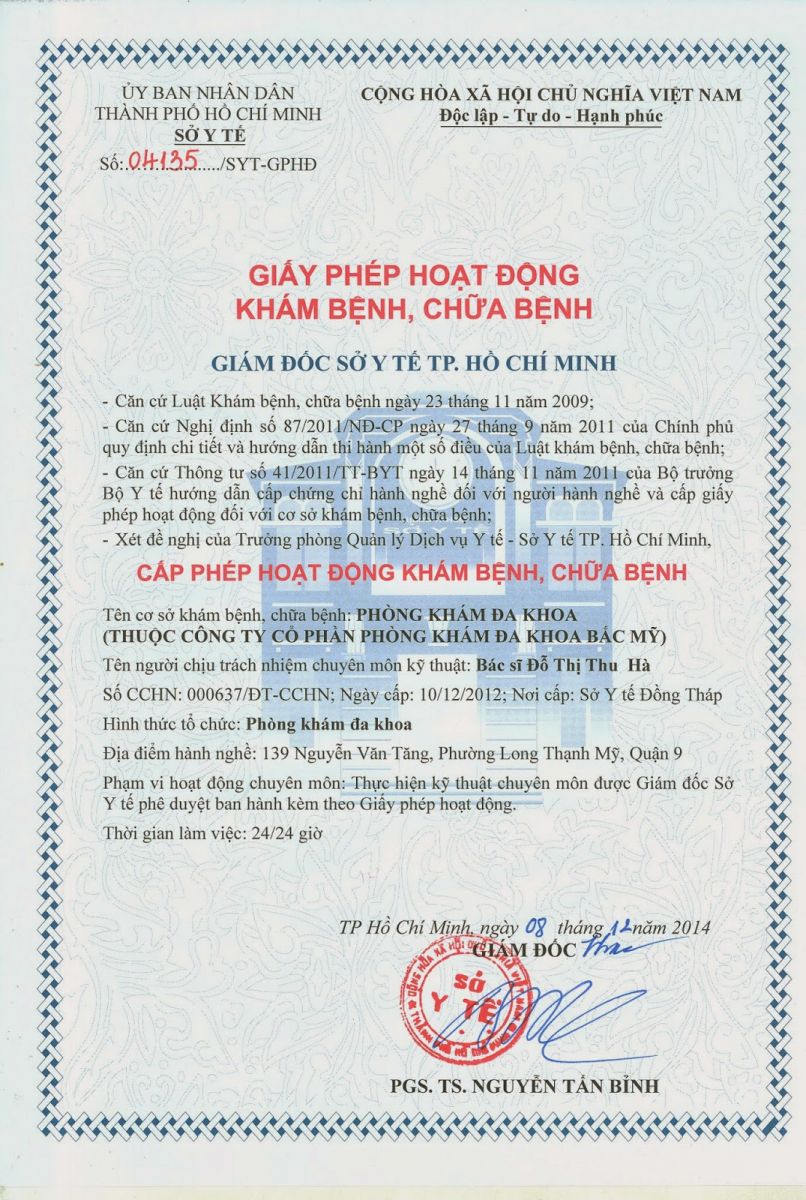 ỦY BAN NHÂN DÂN
THÀNH PHỐ HỒ CHÍ MINH
SỞ Y TẾ
Số:.04135...../SYT-GPHĐ
CỘNG HÒA XÃ HỘI CHỦ NGHĨA VIỆT NAM
Độc lập - Tự do - Hạnh phúc
GIẤY PHÉP HOẠT ĐỘNG
KHÁM BỆNH, CHỮA BỆNH
GIÁM ĐỐC SỞ Y TẾ TP. HỒ CHÍ MINH
- Căn cứ Luật Khám bệnh, chữa bệnh ngày 23 tháng 11 năm 2009;
- Căn cứ Nghị định số 87/2011/NĐ-CP ngày 27 tháng 9 năm 2011 của Chính phủ
quy định chi tiết và hướng dẫn thi hành một số điều của Luật khám bệnh, chữa bệnh;
- Căn cứ Thông tư số 41/2011/TT-BYT ngày 14 tháng 11 năm 2011 của Bộ trưởng
Bộ Y tế hướng dẫn cấp chứng chỉ hành nghề đối với người hành nghề và cấp giấy
phép hoạt động đối với cơ sở khám bệnh, chữa bệnh;
- Xét đề nghị của Trưởng phòng Quản lý Dịch vụ Y tế - Sở Y tế TP. Hồ Chí Minh,
SỞ Y TẾ
CẤP PHÉP HOẠT ĐỘNG KHÁM BỆNH, CHỮA BỆNH
Tên cơ sở khám bệnh, chữa bệnh: PHÒNG KHÁM ĐA KHOA
(THUỘC CÔNG TY CỔ PHẦN PHÒNG KHÁM ĐA KHOA BẮC MỸ)
Tên người chịu trách nhiệm chuyên môn kỹ thuật: Bác sĩ Đỗ Thị Thu Hà
Số CCHN: 000637/ĐT-CCHN; Ngày cấp: 10/12/2012; Nơi cấp: Sở Y tế Đồng Tháp
Hình thức tổ chức: Phòng khám đa khoa
Địa điểm hành nghề: 139 Nguyễn Văn Tăng, Phường Long Thạnh Mỹ, Quận 9
Phạm vi hoạt động chuyên môn: Thực hiện kỹ thuật chuyên môn được Giám đốc Sở
Y tế phê duyệt ban hành kèm theo Giấy phép hoạt động.
Thời gian làm việc: 24/24 giờ
TP Hồ Chí Minh, ngày 08 tháng 12 năm 2014
GIÁM ĐỐC
SỞ
Y TẾ
PGS. TS. NGUYỄN TẤN BỈNH